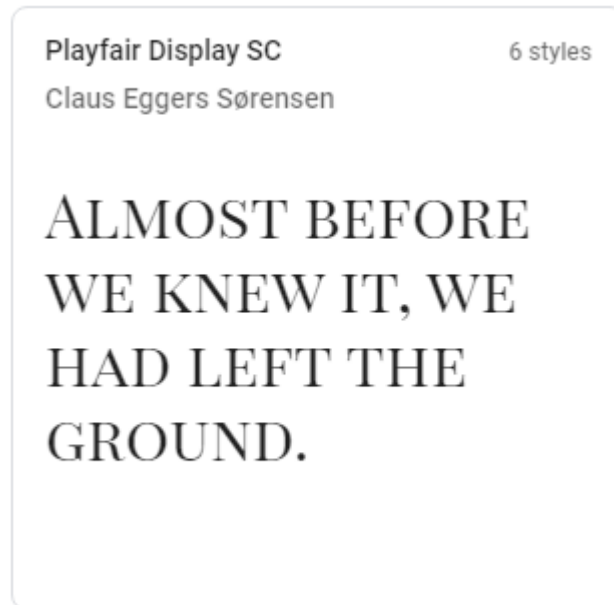 Playfair Display SC 6 styles
Claus Eggers Sørensen
ALMOST BEFORE
WE KNEW IT, WE
HAD LEFT THE
GROUND.